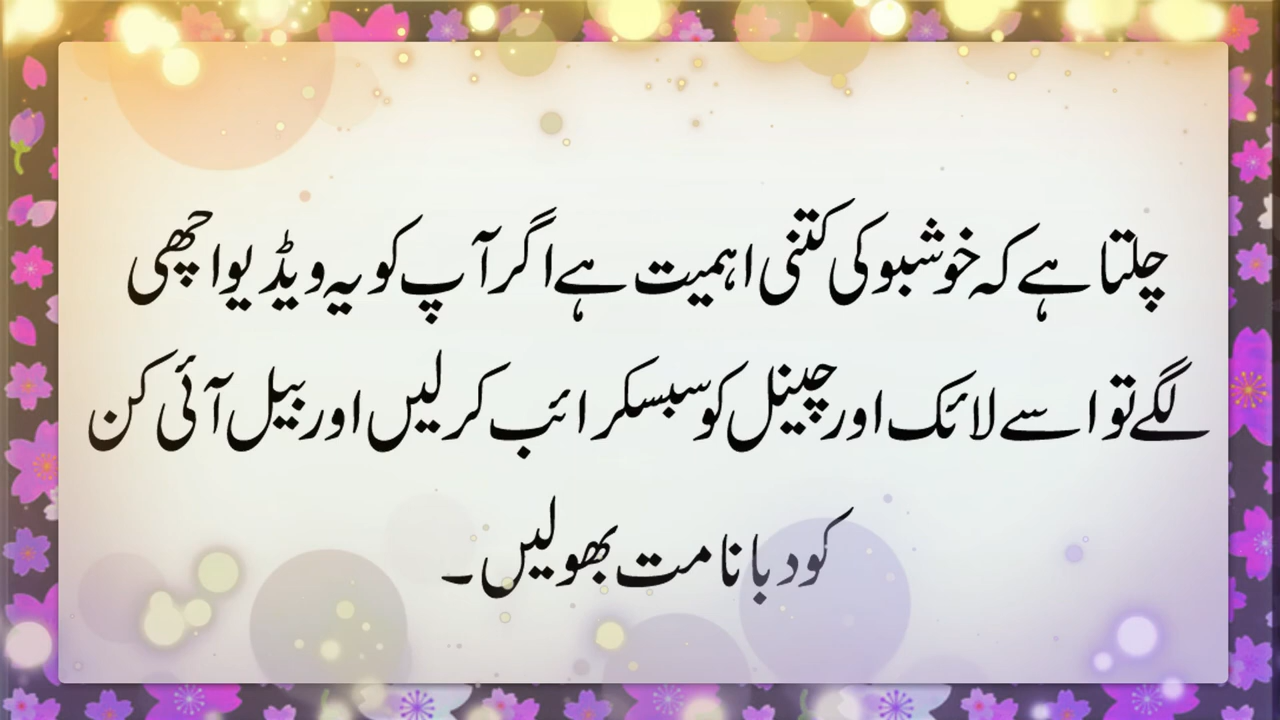 چلتا ہے کہ خوشبو کی کتنی اہمیت ہے اگر آپ کو یہ ویڈیو اچھی
لگے تو اسے لائک اور چینل کو سبسکرائب کر لیں اور بیل آئی کن
کو دبانا مت بھولیں۔